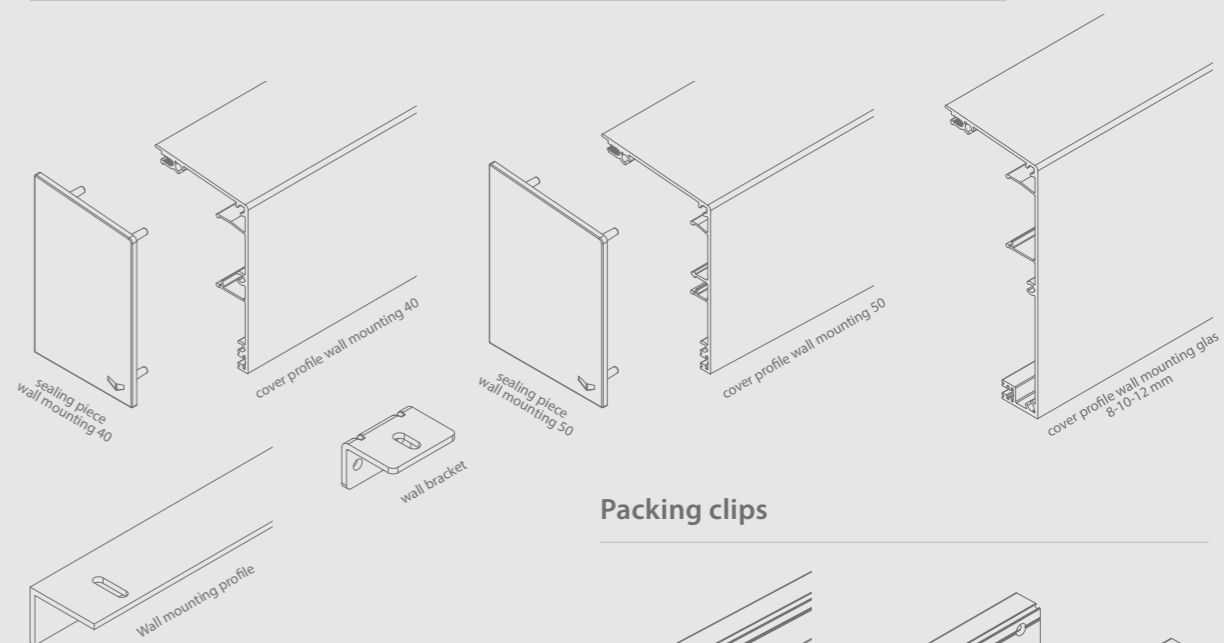 cover profile wall mounting 40
cover profile wall mounting 50
cover profile wall mounting glas
8-10-12 mm
sealing piece
wall mounting 40
sealing piece
wall mounting 50
wall bracket
Packing clips
Wall mounting profile